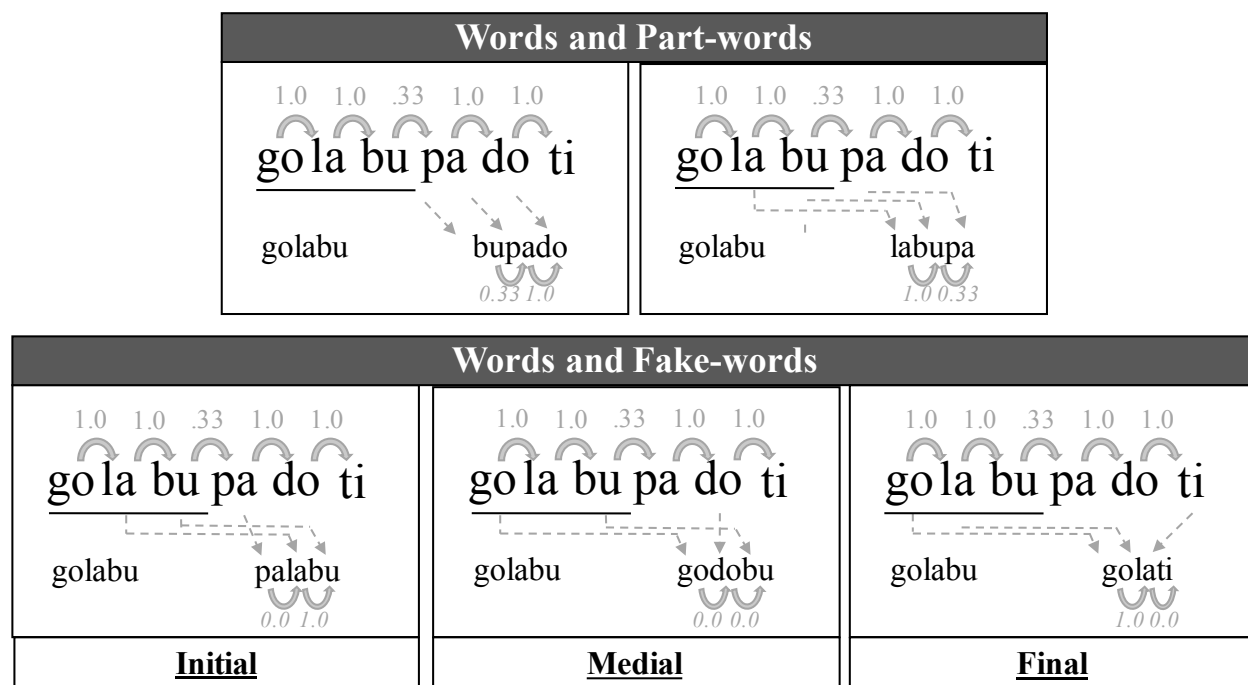 Words and Part-words
1.0 1.0 .33 1.0 1.0
go la bu pa do ti
golabu bupado
0.33 1.0
1.0 1.0 .33 1.0 1.0
go la bu pa do ti
golabu labupa
1.0 0.33
Words and Fake-words
1.0 1.0 .33 1.0 1.0
go la bu pa do ti
golabu palabu
0.0 1.0
Initial
1.0 1.0 .33 1.0 1.0
go la bu pa do ti
golabu godobu
0.0 0.0
Medial
1.0 1.0 .33 1.0 1.0
go la bu pa do ti
golabu golati
1.0 0.0
Final